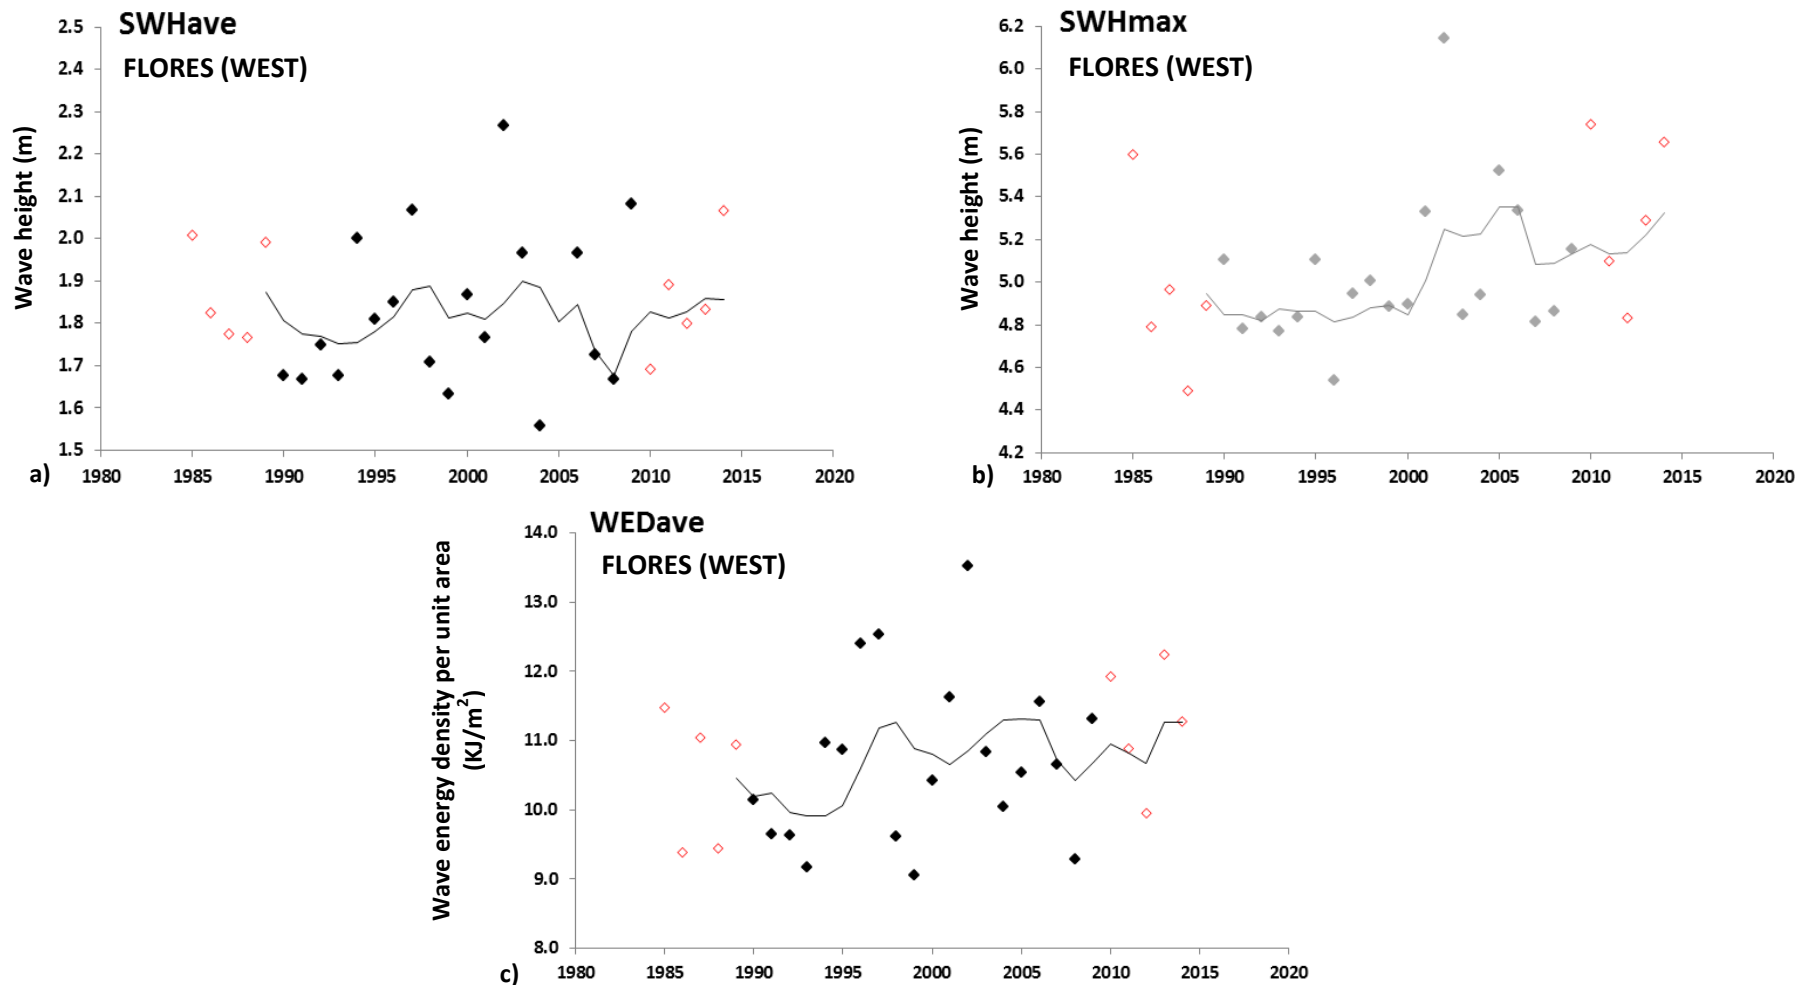 SWHave
FLORES (WEST)
Wave height (m)
2.5
2.4
2.3
2.2
2.1
2.0
1.9
1.8
1.7
1.6
1.5
1980 1985 1990 1995 2000 2005 2010 2015 2020
a)
SWHmax
FLORES (WEST)
Wave height (m)
6.2
6.0
5.8
5.6
5.4
5.2
5.0
4.8
4.6
4.4
4.2
1980 1985 1990 1995 2000 2005 2010 2015 2020
b)
WEDave
FLORES (WEST)
Wave energy density per unit area
(KJ/m²)
14.0
13.0
12.0
11.0
10.0
9.0
8.0
1980 1985 1990 1995 2000 2005 2010 2015 2020
c)